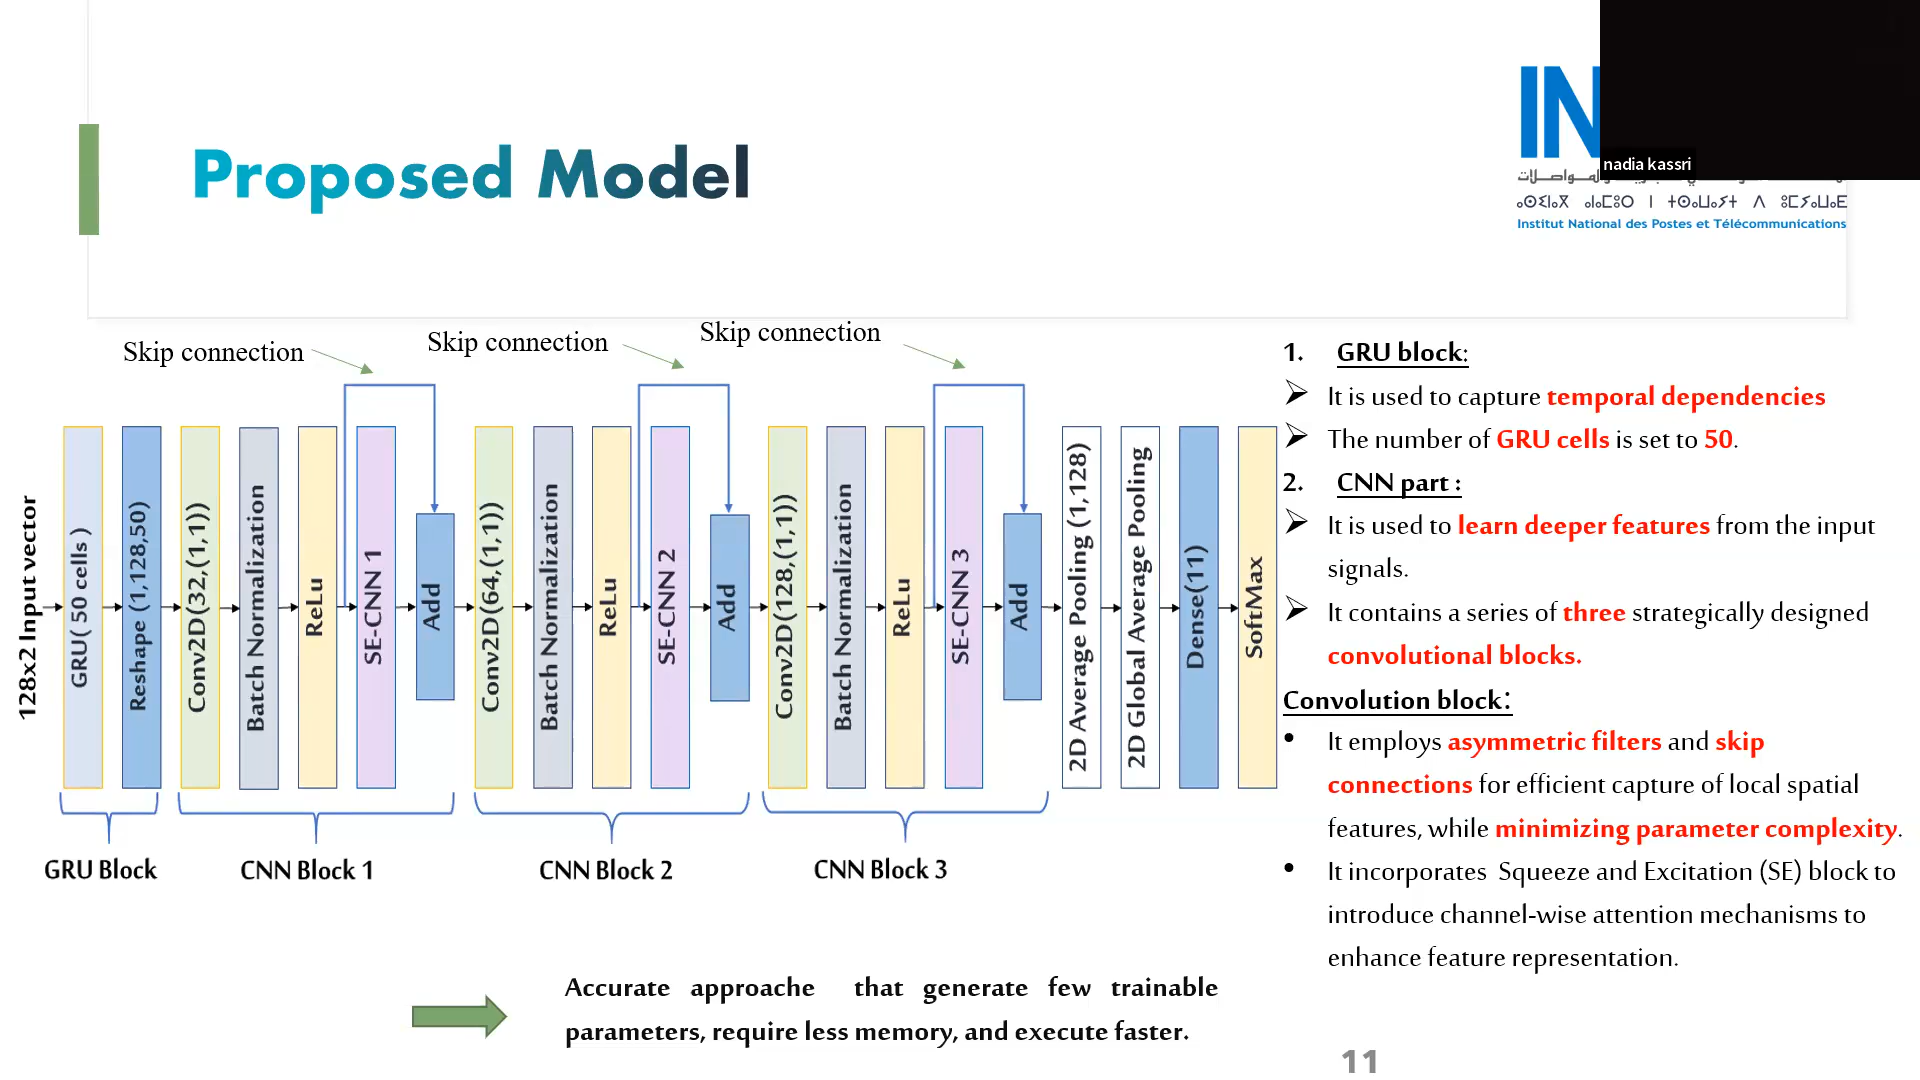 Proposed Model
IN
nadia kassri
ⴰⵙⵉⵏⴰⴳ ⴰⵏⴰⵎⵓⵔ ⵏ ⵜⵙⴰⵡⴰⵢⵜ ⴷ ⵓⵎⵢⴰⵡⴰⴹ
Institut National des Postes et Télécommunications
Skip connection
Skip connection
Skip connection
128x2 Input vector
GRU( 50 cells )
Reshape (1,128,50)
Conv2D(32,(1,1))
Batch Normalization
ReLu
SE-CNN 1
Add
Conv2D(64,(1,1))
Batch Normalization
ReLu
SE-CNN 2
Add
Conv2D(128,(1,1))
Batch Normalization
ReLu
SE-CNN 3
Add
2D Average Pooling (1,128)
2D Global Average Pooling
Dense(11)
SoftMax
GRU Block
CNN Block 1
CNN Block 2
CNN Block 3
1. GRU block:
➢ It is used to capture temporal dependencies
➢ The number of GRU cells is set to 50.
2. CNN part :
➢ It is used to learn deeper features from the input
signals.
➢ It contains a series of three strategically designed
convolutional blocks.
Convolution block:
• It employs asymmetric filters and skip
connections for efficient capture of local spatial
features, while minimizing parameter complexity.
• It incorporates Squeeze and Excitation (SE) block to
introduce channel-wise attention mechanisms to
enhance feature representation.
Accurate approache that generate few trainable
parameters, require less memory, and execute faster.
11